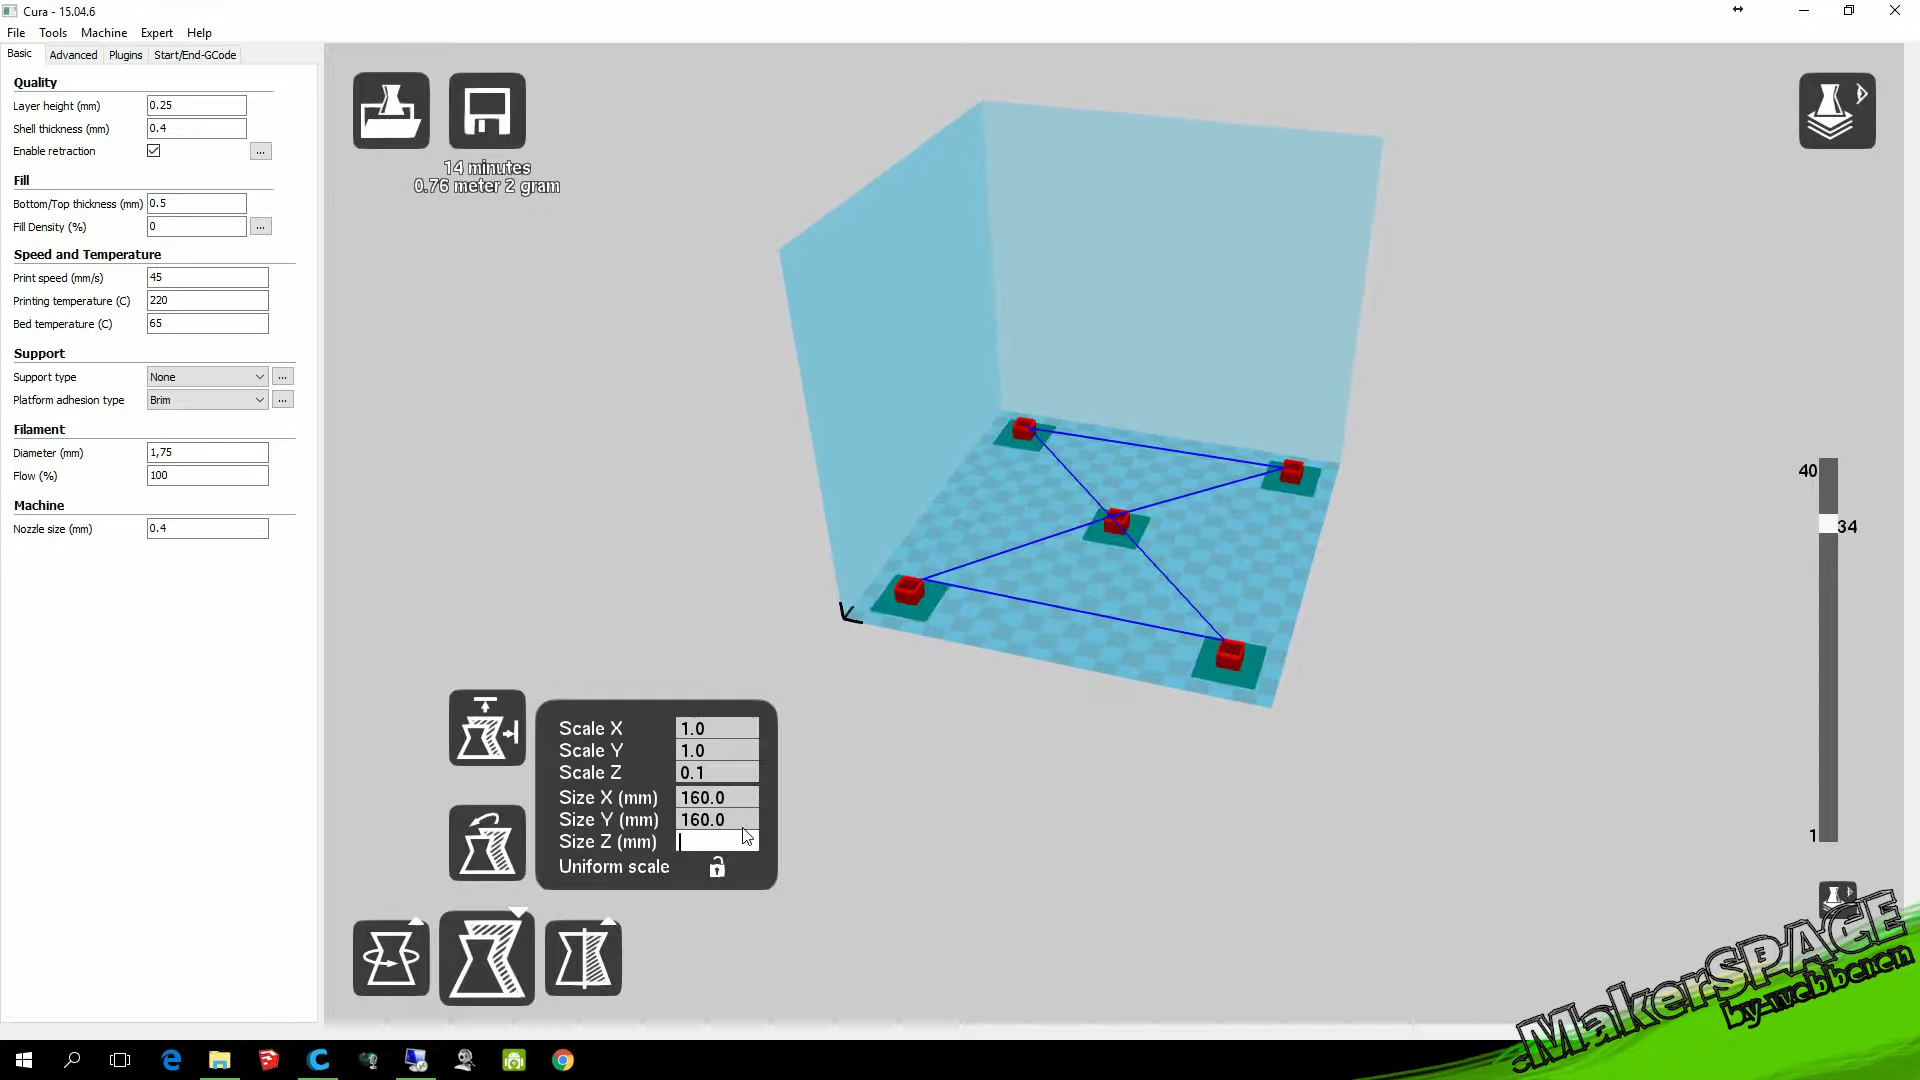 Cura - 15.04.6
File Tools Machine Expert Help
Basic Advanced Plugins Start/End-GCode
Quality
Layer height (mm) 0.25
Shell thickness (mm) 0.4
Enable retraction ...
Fill
Bottom/Top thickness (mm) 0.5
Fill Density (%) 0 ...
Speed and Temperature
Print speed (mm/s) 45
Printing temperature (C) 220
Bed temperature (C) 65
Support
Support type None ...
Platform adhesion type Brim ...
Filament
Diameter (mm) 1,75
Flow (%) 100
Machine
Nozzle size (mm) 0.4
14 minutes
0.76 meter 2 gram
40
34
1
Scale X 1.0
Scale Y 1.0
Scale Z 0.1
Size X (mm) 160.0
Size Y (mm) 160.0
Size Z (mm)
Uniform scale
MakerSPACE
by webberen